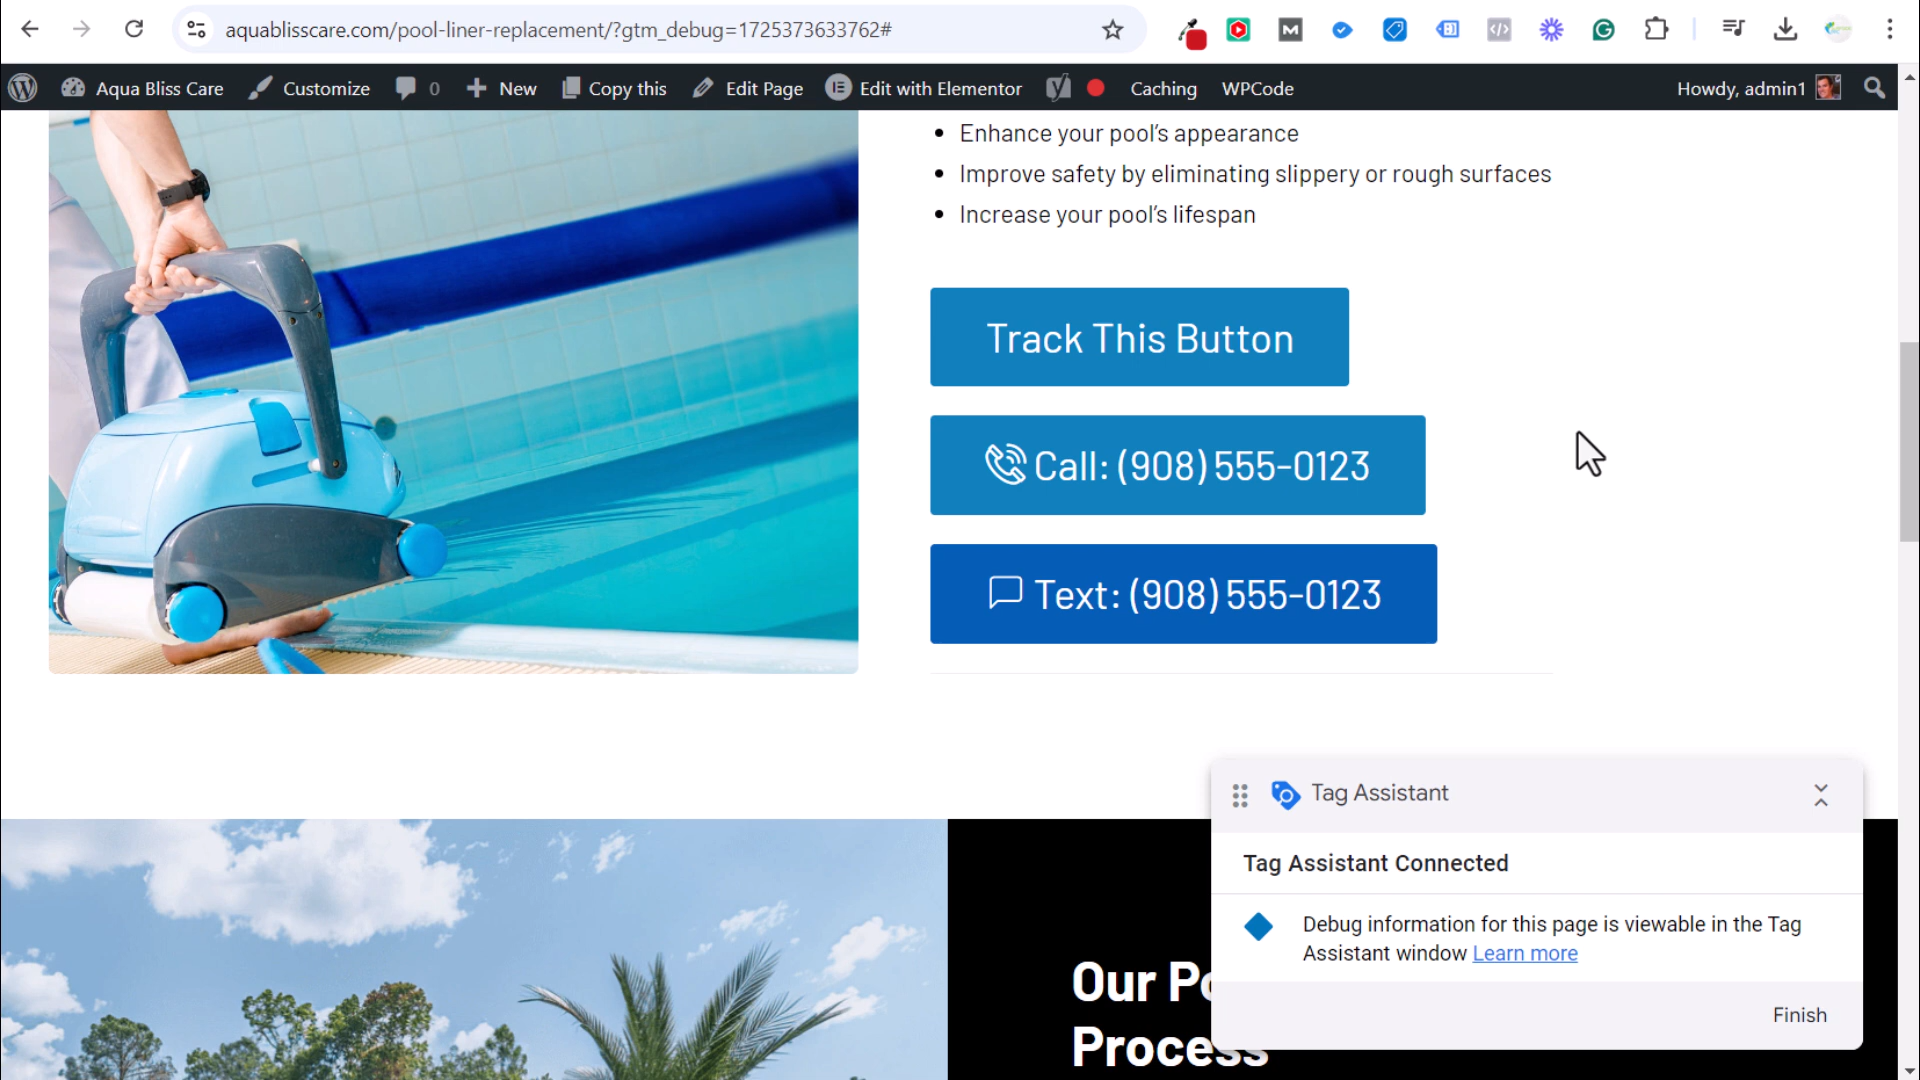 aquablisscare.com/pool-liner-replacement/?gtm_debug=1725373633762#
Aqua Bliss Care Customize 0 New Copy this Edit Page Edit with Elementor Caching WPCode Howdy, admin1
Enhance your pool's appearance
Improve safety by eliminating slippery or rough surfaces
Increase your pool's lifespan
Track This Button
Call: (908) 555-0123
Text: (908) 555-0123
Tag Assistant
Tag Assistant Connected
Debug information for this page is viewable in the Tag
Assistant window Learn more
Finish
Our
Process